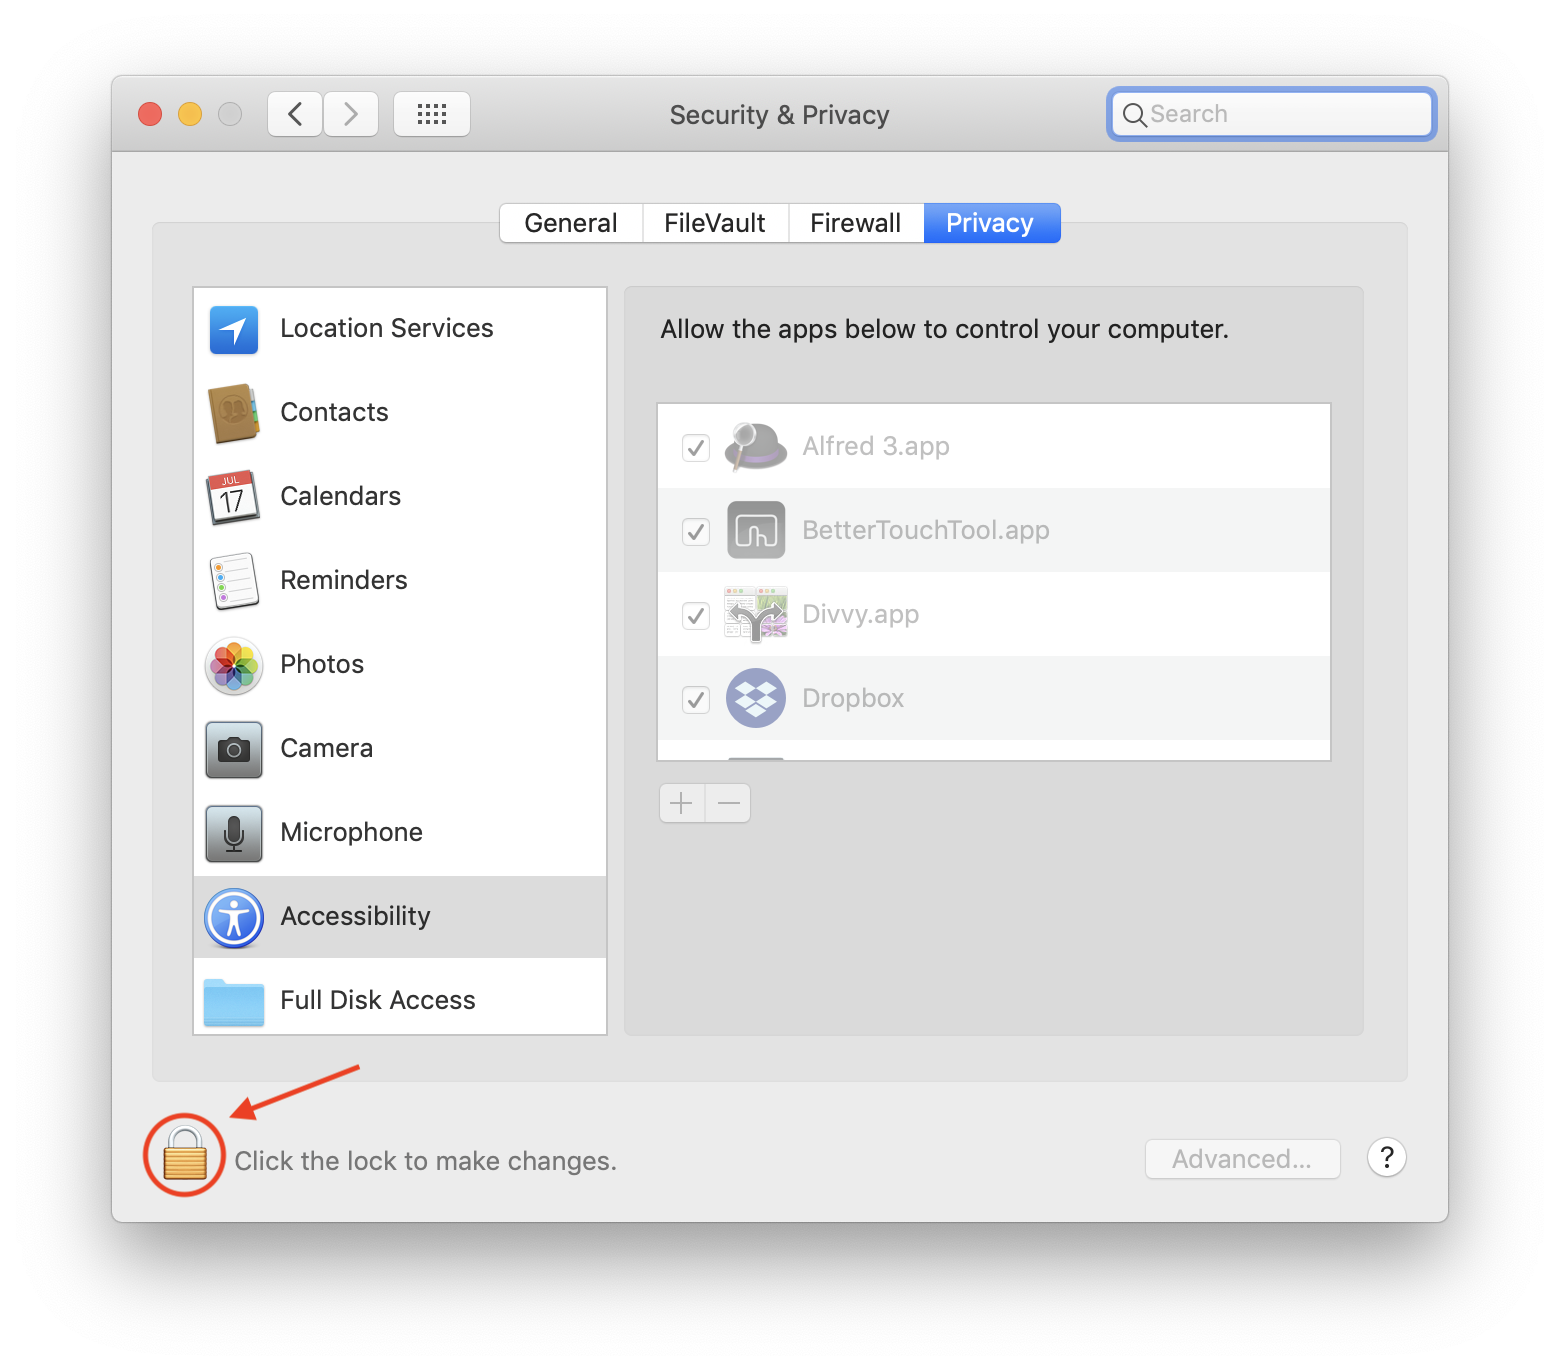 Security & Privacy
Search
General
FileVault
Firewall
Privacy
Location Services
Contacts
JUL
17
Calendars
Reminders
Photos
Camera
Microphone
Accessibility
Full Disk Access
Allow the apps below to control your computer.
Alfred 3.app
BetterTouchTool.app
Divvy.app
Dropbox
Click the lock to make changes.
Advanced...
?